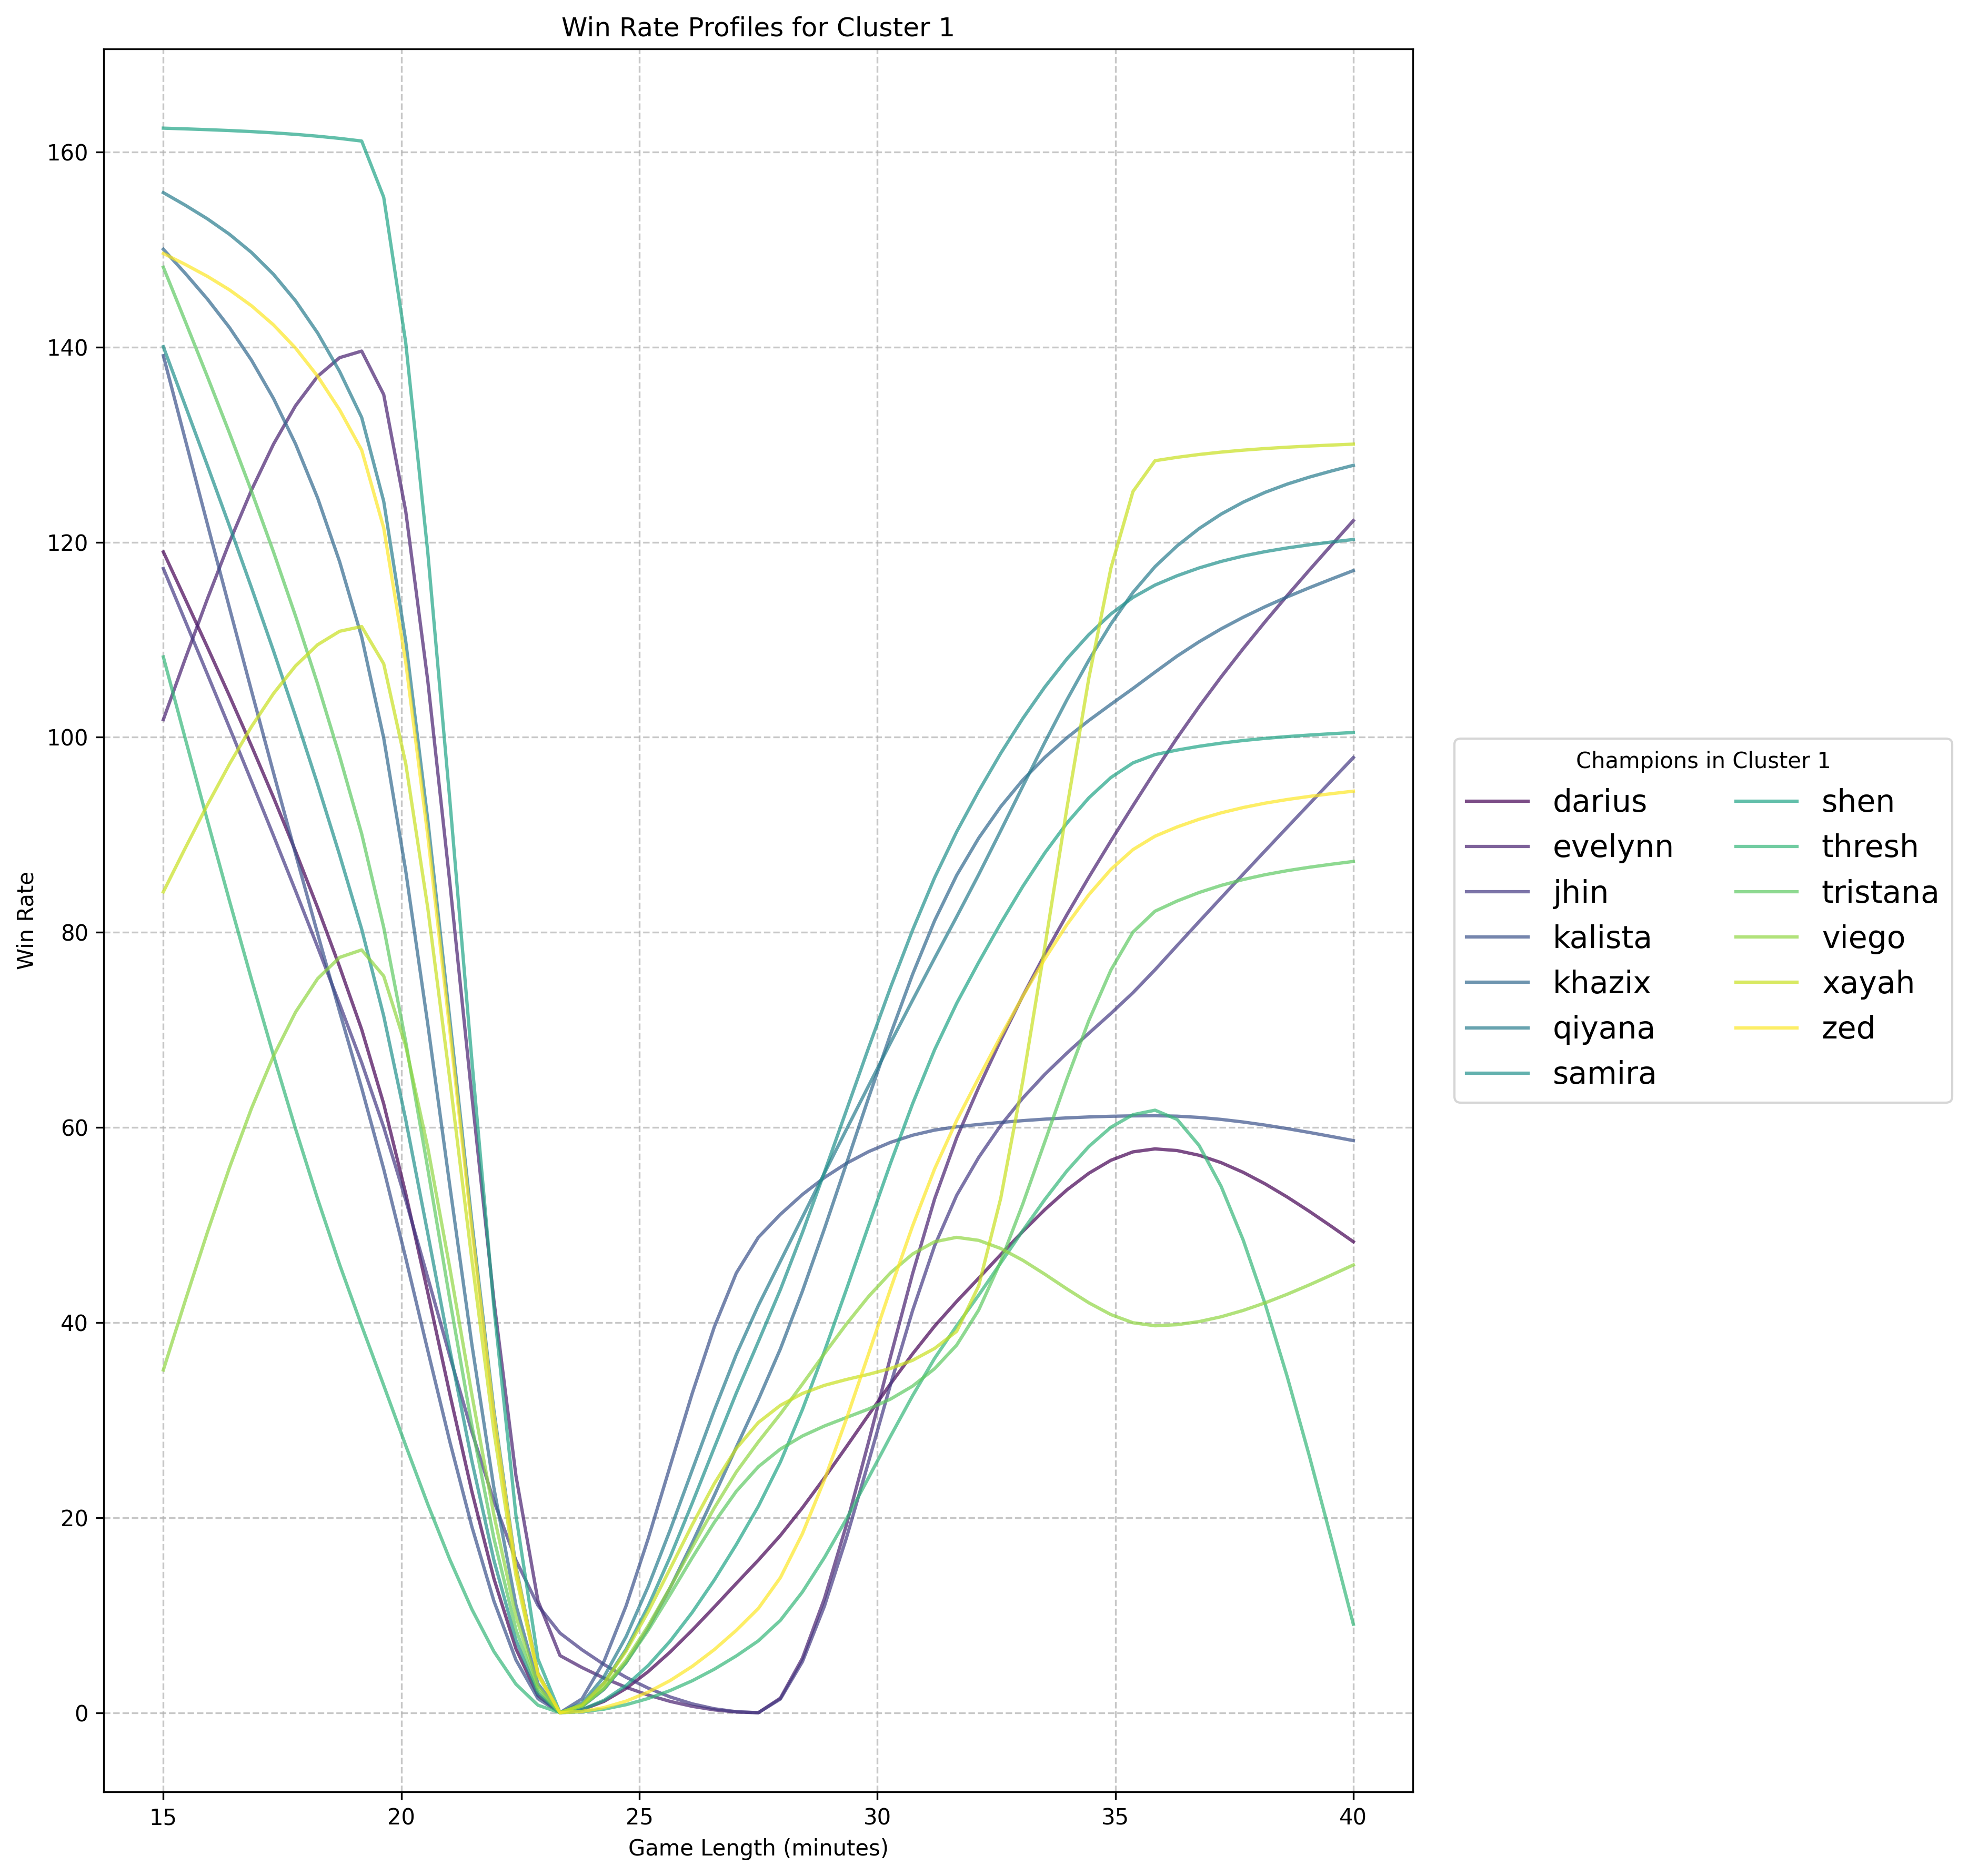 Win Rate Profiles for Cluster 1
160
140
120
100
80
60
40
20
0
Win Rate
15 20 25 30 35 40
Game Length (minutes)
Champions in Cluster 1
darius
evelynn
jhin
kalista
khazix
qiyana
samira
shen
thresh
tristana
viego
xayah
zed